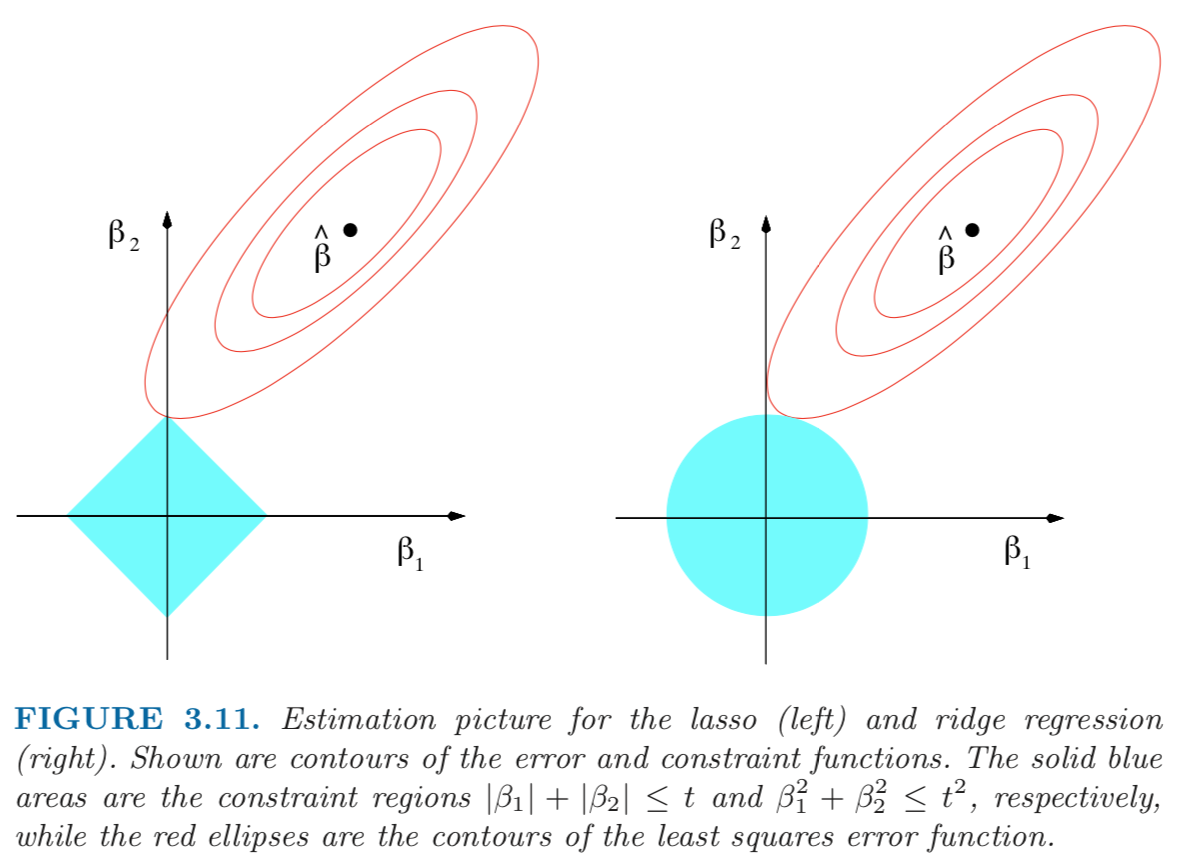 β₂
β̂
β₁
β₂
β̂
β₁
FIGURE 3.11. Estimation picture for the lasso (left) and ridge regression
(right). Shown are contours of the error and constraint functions. The solid blue
areas are the constraint regions |β₁| + |β₂| ≤ t and β₁² + β₂² ≤ t², respectively,
while the red ellipses are the contours of the least squares error function.